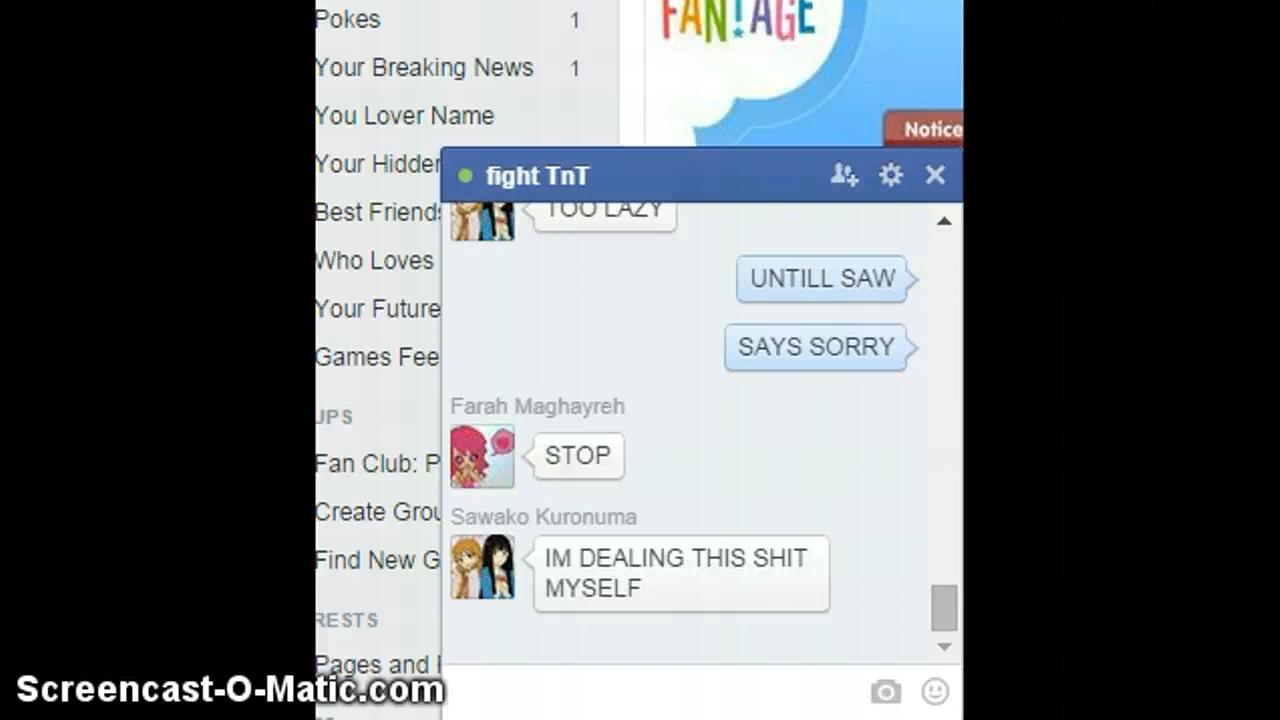 Pokes 1
Your Breaking News 1
You Lover Name
Your Hidden
Best Friends
Who Loves
Your Future
Games Fee
UPS
Fan Club: P
Create Grou
Find New G
RESTS
Pages and
FANTAGE
Notice
fight TnT
TOO LAZY
UNTILL SAW
SAYS SORRY
Farah Maghayreh
STOP
Sawako Kuronuma
IM DEALING THIS SHIT
MYSELF
Screencast-O-Matic.com